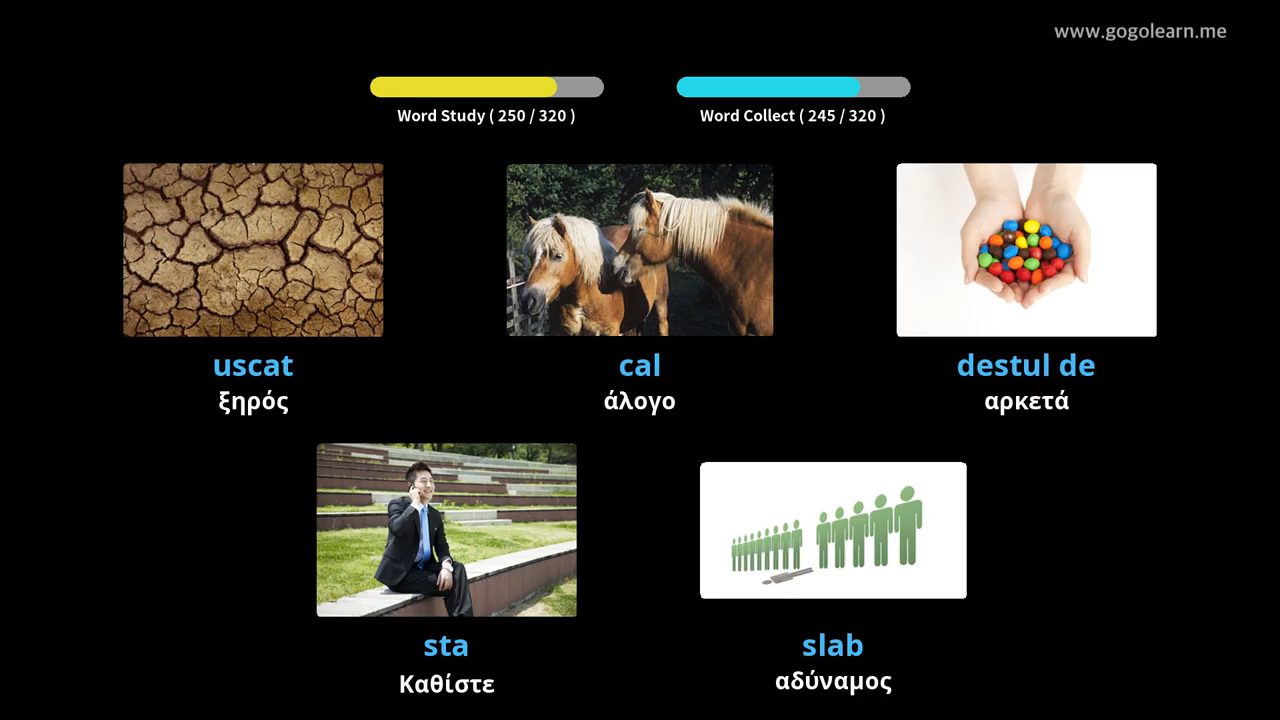 www.gogolearn.me
Word Study ( 250 / 320 )
Word Collect ( 245 / 320 )
uscat
ξηρός
cal
άλογο
destul de
αρκετά
sta
Καθίστε
slab
αδύναμος